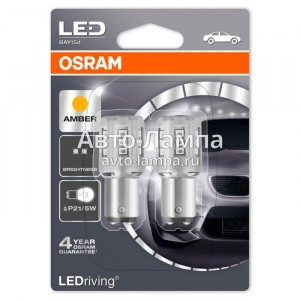 LED
BAY15d
OSRAM
AMBER
Авто-Лампа
avto-lampa.ru
BRIGHTNESS
≙P21/5W
4 YEAR
OSRAM
GUARANTEE
LEDriving®